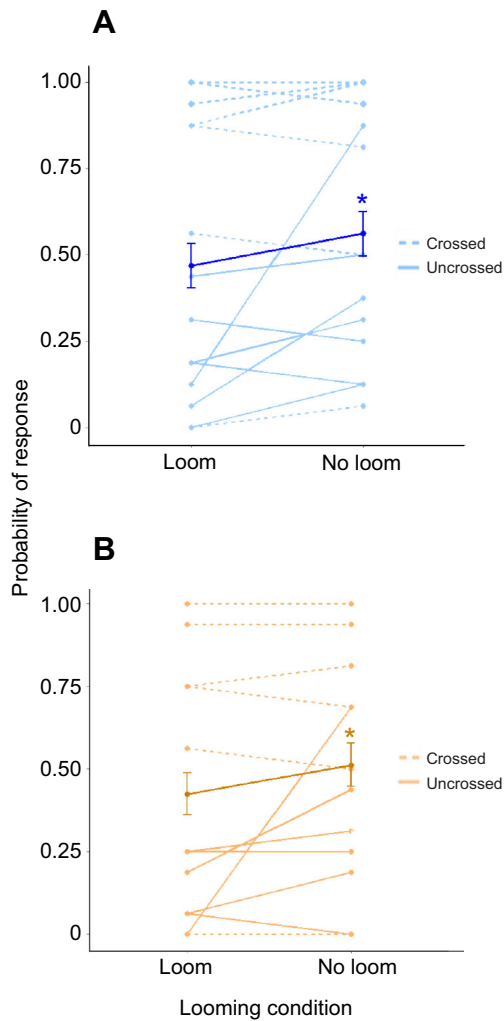 A
1.00
0.75
0.50
0.25
0
*
Crossed
Uncrossed
Loom
No loom
Probability of response
B
1.00
0.75
0.50
0.25
0
*
Crossed
Uncrossed
Loom
No loom
Looming condition